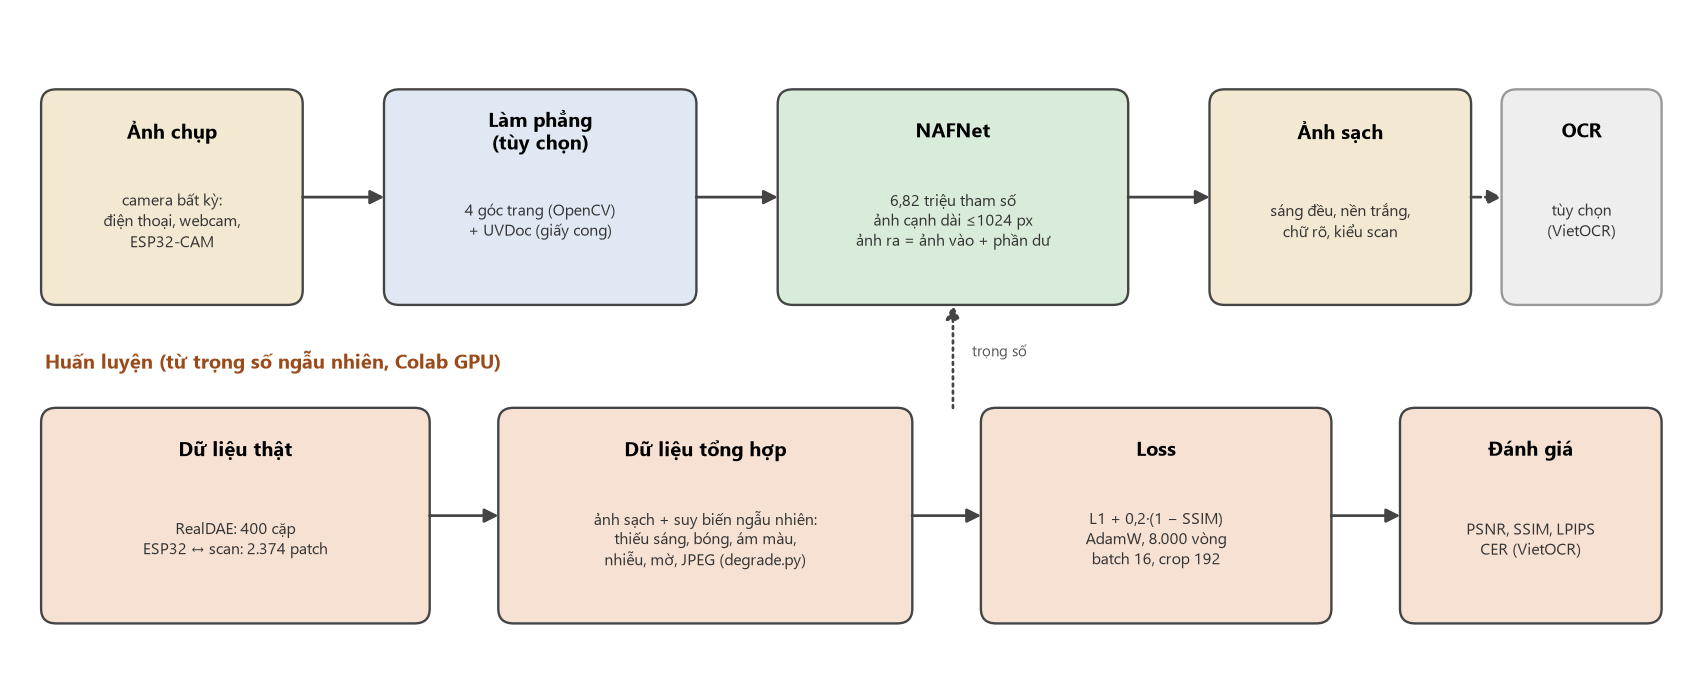 Ảnh chụp
camera bất kỳ:
điện thoại, webcam,
ESP32-CAM
Làm phẳng
(tùy chọn)
4 góc trang (OpenCV)
+ UVDoc (giấy cong)
NAFNet
6,82 triệu tham số
ảnh cạnh dài ≤1024 px
ảnh ra = ảnh vào + phần dư
Ảnh sạch
sáng đều, nền trắng,
chữ rõ, kiểu scan
OCR
tùy chọn
(VietOCR)
trọng số
Huấn luyện (từ trọng số ngẫu nhiên, Colab GPU)
Dữ liệu thật
RealDAE: 400 cặp
ESP32 ↔ scan: 2.374 patch
Dữ liệu tổng hợp
ảnh sạch + suy biến ngẫu nhiên:
thiếu sáng, bóng, ám màu,
nhiễu, mờ, JPEG (degrade.py)
Loss
L1 + 0,2·(1 − SSIM)
AdamW, 8.000 vòng
batch 16, crop 192
Đánh giá
PSNR, SSIM, LPIPS
CER (VietOCR)